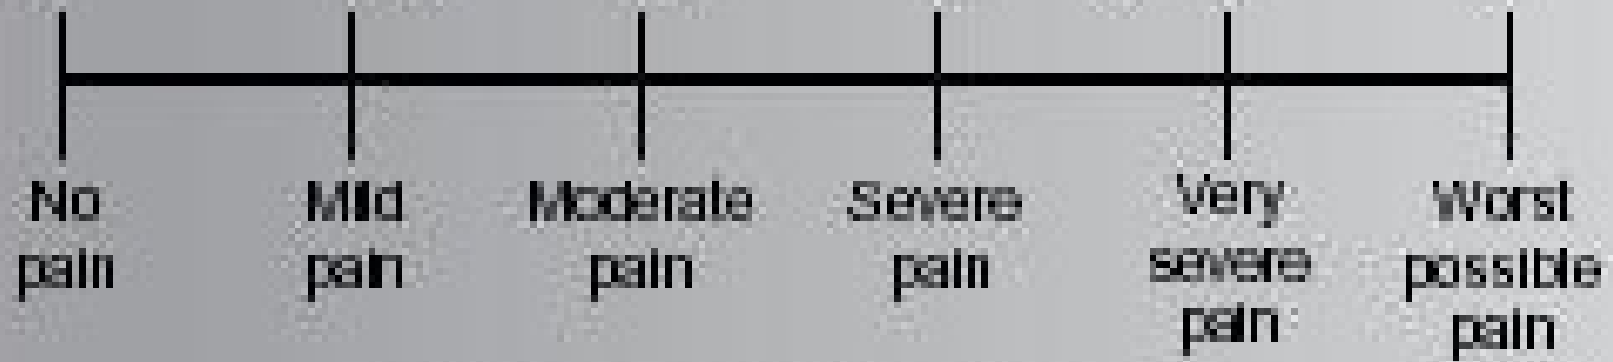 No pain
Mild pain
Moderate pain
Severe pain
Very severe pain
Worst possible pain